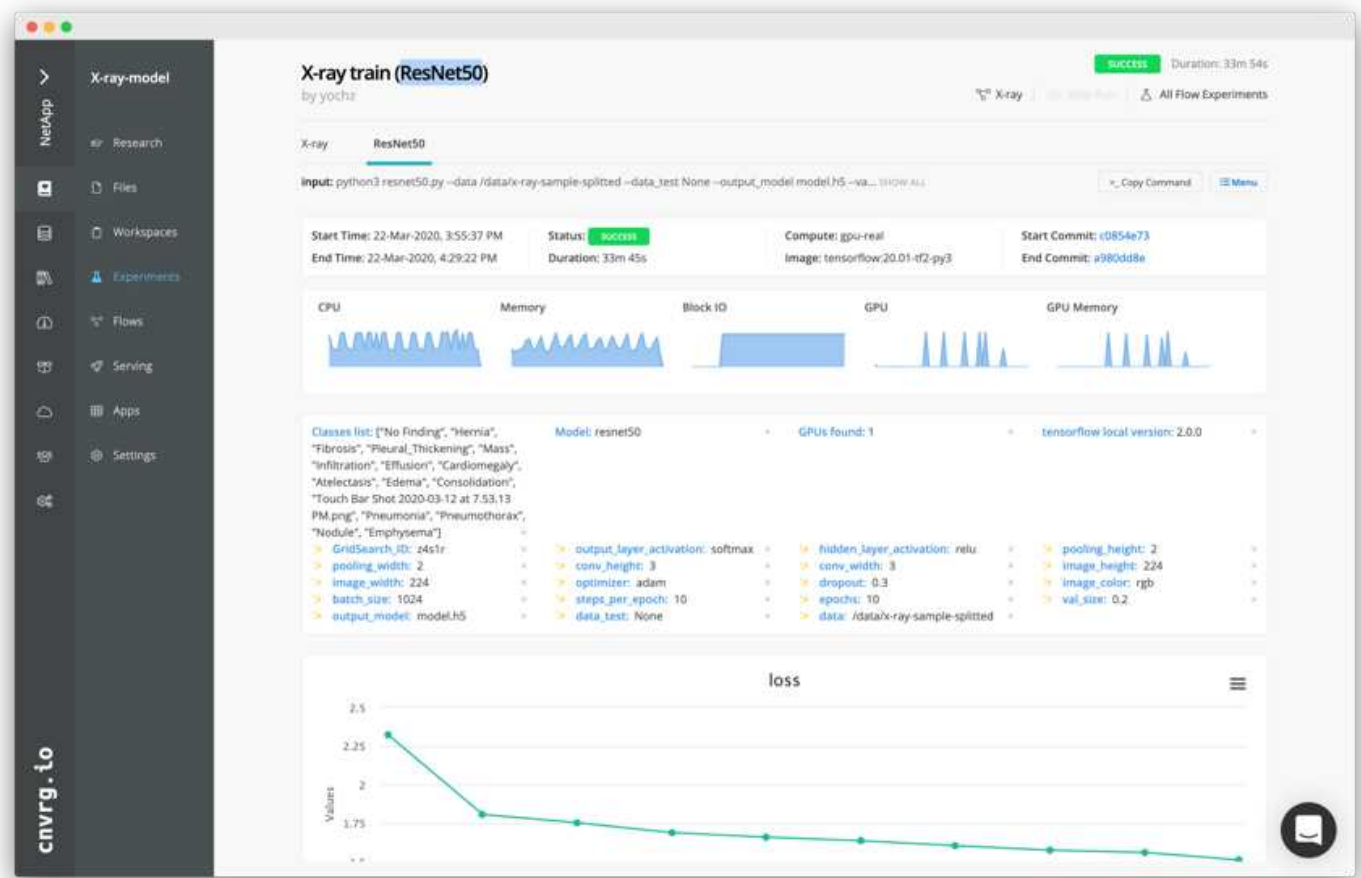 NetApp
cnvrg.io
X-ray-model
Research
Files
Workspaces
Experiments
Flows
Serving
Apps
Settings
X-ray train (ResNet50)
by yochz
success Duration: 33m 54s
X-ray
All Flow Experiments
X-ray ResNet50
input: python3 resnet50.py --data /data/x-ray-sample-splitted --data_test None --output_model model.h5 --va... SHOW ALL
>_ Copy Command Menu
Start Time: 22-Mar-2020, 3:55:37 PM Status: success Compute: gpu-real Start Commit: c0854e73
End Time: 22-Mar-2020, 4:29:22 PM Duration: 33m 45s Image: tensorflow:20.01-tf2-py3 End Commit: a980dd8e
CPU Memory Block IO GPU GPU Memory
Classes list: ["No Finding", "Hernia", Model: resnet50 GPUs found: 1 tensorflow local version: 2.0.0
"Fibrosis", "Pleural_Thickening", "Mass",
"Infiltration", "Effusion", "Cardiomegaly",
"Atelectasis", "Edema", "Consolidation",
"Touch Bar Shot 2020-03-12 at 7.53.13
PM.png", "Pneumonia", "Pneumothorax",
"Nodule", "Emphysema"]
GridSearch_ID: z4s1r output_layer_activation: softmax hidden_layer_activation: relu pooling_height: 2
pooling_width: 2 conv_height: 3 conv_width: 3 image_height: 224
image_width: 224 optimizer: adam dropout: 0.3 image_color: rgb
batch_size: 1024 steps_per_epoch: 10 epochs: 10 val_size: 0.2
output_model: model.h5 data_test: None data: /data/x-ray-sample-splitted
loss
2.5
2.25
2
1.75
Values